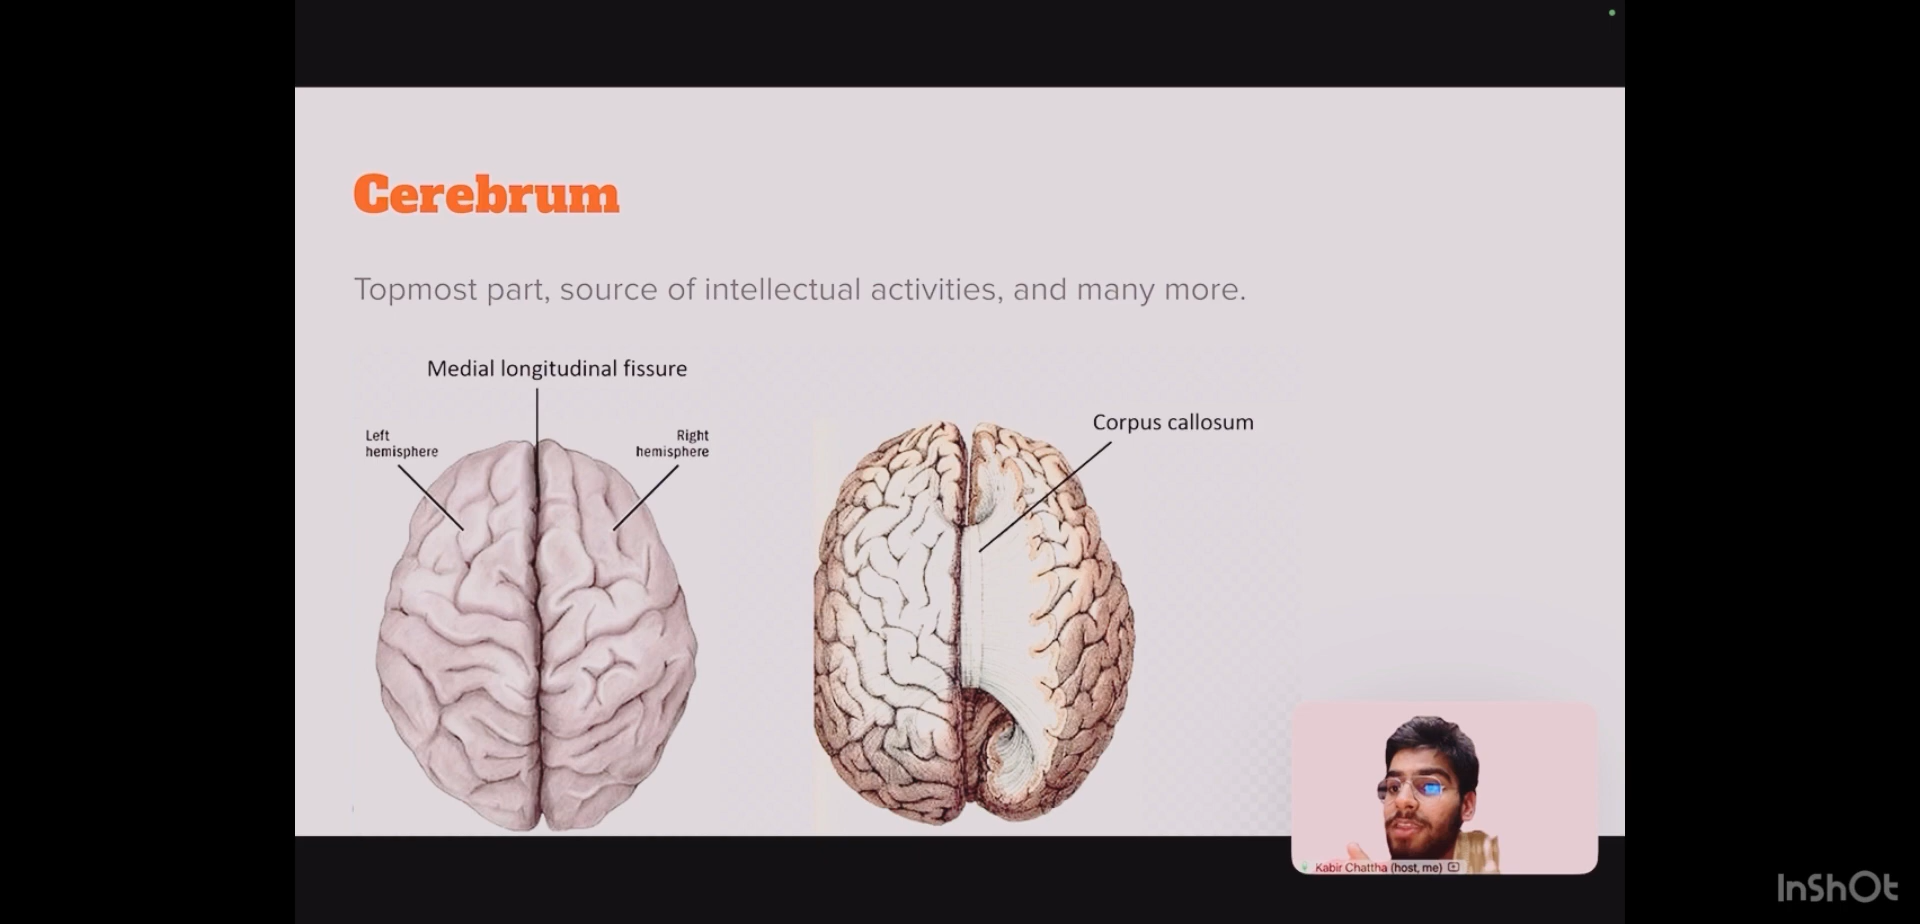 Cerebrum
Topmost part, source of intellectual activities, and many more.
Medial longitudinal fissure
Left
hemisphere
Right
hemisphere
Corpus callosum
Kabir Chattha (host, me)
InShOt